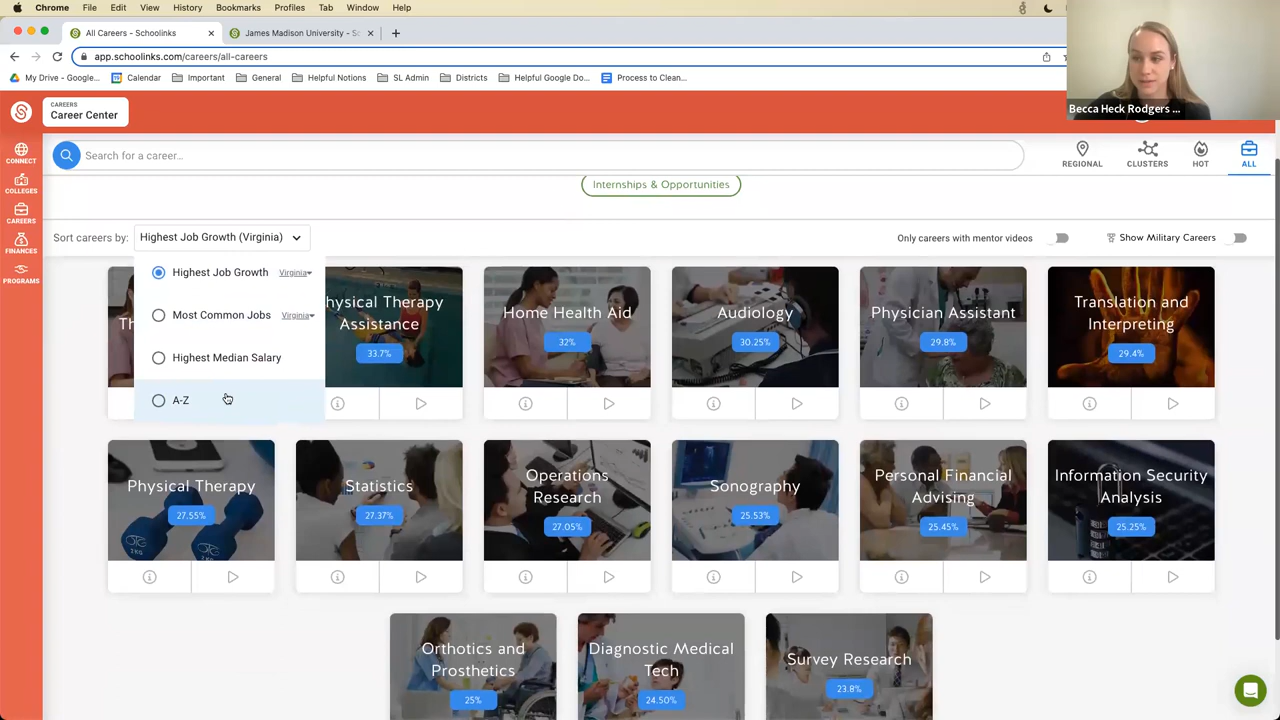 Chrome File Edit View History Bookmarks Profiles Tab Window Help
All Careers - Schoolinks
James Madison University - Sc
app.schoolinks.com/careers/all-careers
My Drive - Google... Calendar Important General Helpful Notions SL Admin Districts Helpful Google Do... Process to Clean...
Becca Heck Rodgers ...
CAREERS
Career Center
CONNECT
COLLEGES
CAREERS
FINANCES
PROGRAMS
Search for a career...
REGIONAL CLUSTERS HOT ALL
Internships & Opportunities
Sort careers by: Highest Job Growth (Virginia)
Only careers with mentor videos
Show Military Careers
Highest Job Growth Virginia
Most Common Jobs Virginia
Highest Median Salary
A-Z
Th
hysical Therapy
Assistance
33.7%
Home Health Aid
32%
Audiology
30.25%
Physician Assistant
29.8%
Translation and
Interpreting
29.4%
Physical Therapy
27.55%
Statistics
27.37%
Operations
Research
27.05%
Sonography
25.53%
Personal Financial
Advising
25.45%
Information Security
Analysis
25.25%
Orthotics and
Prosthetics
25%
Diagnostic Medical
Tech
24.50%
Survey Research
23.8%